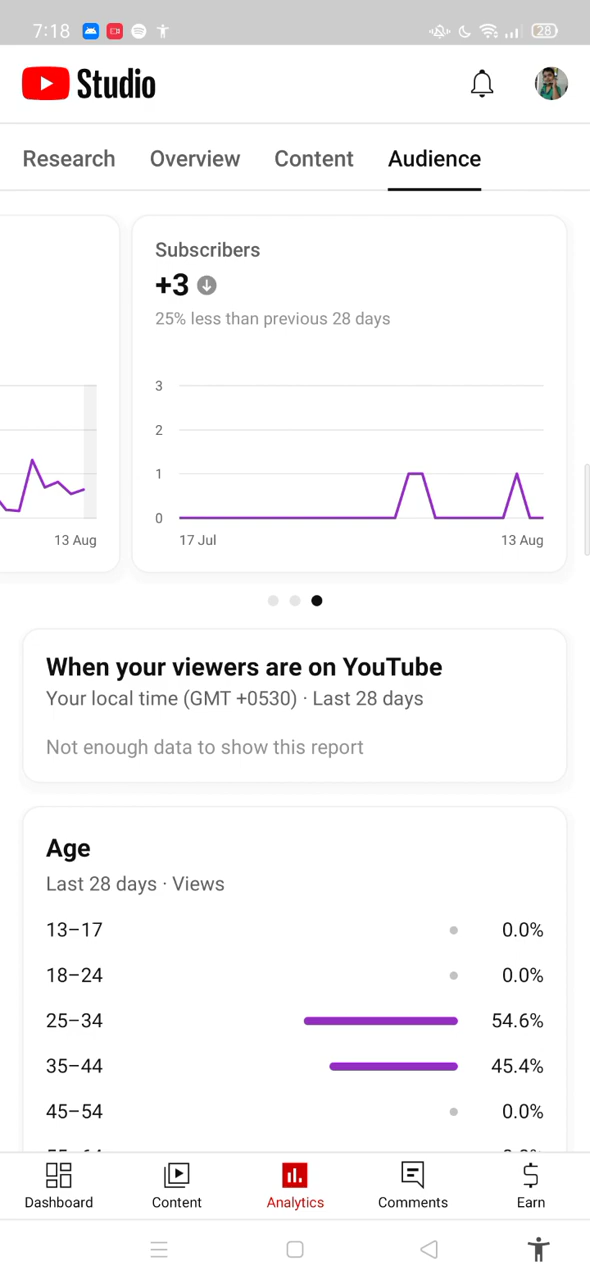 7:18
28
Studio
Research Overview Content Audience
Subscribers
+3
25% less than previous 28 days
3
2
1
0
13 Aug
17 Jul 13 Aug
When your viewers are on YouTube
Your local time (GMT +0530) · Last 28 days
Not enough data to show this report
Age
Last 28 days · Views
13–17 0.0%
18–24 0.0%
25–34 54.6%
35–44 45.4%
45–54 0.0%
Dashboard Content Analytics Comments Earn